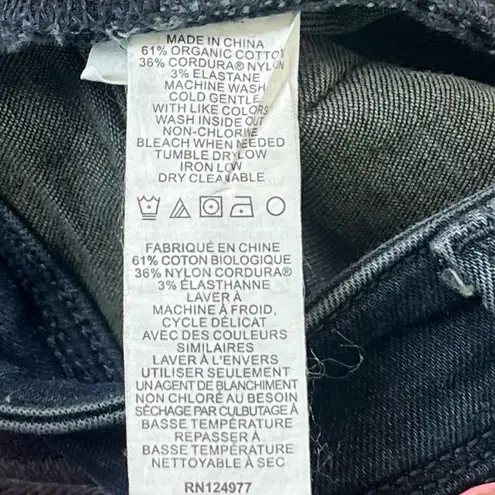 MADE IN CHINA
61% ORGANIC COTTON
36% CORDURA® NYLON
3% ELASTANE
MACHINE WASH
COLD GENTLE
WITH LIKE COLORS
WASH INSIDE OUT
NON-CHLORINE
BLEACH WHEN NEEDED
TUMBLE DRY LOW
IRON LOW
DRY CLEANABLE
FABRIQUÉ EN CHINE
61% COTON BIOLOGIQUE
36% NYLON CORDURA®
3% ÉLASTHANNE
LAVER À
MACHINE À FROID,
CYCLE DÉLICAT
AVEC DES COULEURS
SIMILAIRES
LAVER À L'ENVERS
UTILISER SEULEMENT
UN AGENT DE BLANCHIMENT
NON CHLORÉ AU BESOIN
SÉCHAGE PAR CULBUTAGE À
BASSE TEMPÉRATURE
REPASSER À
BASSE TEMPÉRATURE
NETTOYABLE À SEC
RN124977